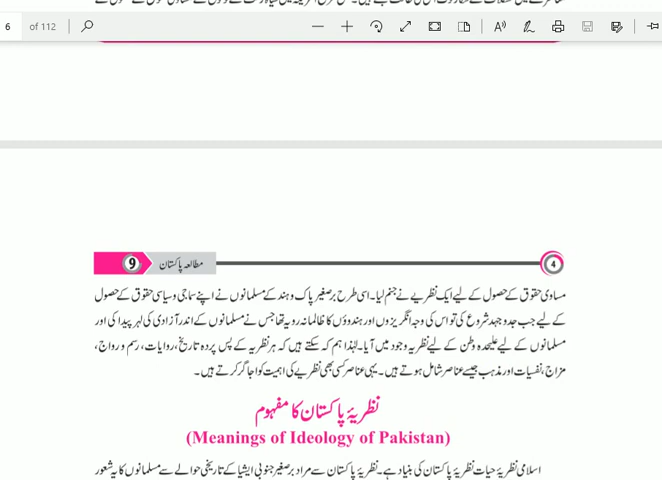 6 of 112
مطالعہ پاکستان 9
4
مساوی حقوق کے حصول کے لیے ایک نظریے نے جنم لیا۔ اسی طرح برصغیر پاک و ہند کے مسلمانوں نے اپنے سماجی و سیاسی حقوق کے حصول
کے لیے جب جدوجہد شروع کی تو اس کی وجہ انگریزوں اور ہندوؤں کا ظالمانہ رویہ تھا جس نے مسلمانوں کے اندر آزادی کی لہر پیدا کی اور
مسلمانوں کے لیے علیحدہ وطن کے لیے نظریہ وجود میں آیا۔ لہٰذا ہم کہہ سکتے ہیں کہ ہر نظریہ کے پس پردہ تاریخ، روایات، رسم و رواج،
مزاج، نفسیات اور مذہب جیسے عناصر شامل ہوتے ہیں۔ یہی عناصر کسی بھی نظریے کی اہمیت کو اجاگر کرتے ہیں۔
نظریۂ پاکستان کا مفہوم
(Meanings of Ideology of Pakistan)
اسلامی نظریۂ حیات نظریۂ پاکستان کی بنیاد ہے۔ نظریۂ پاکستان سے مراد برصغیر جنوبی ایشیا کے تاریخی حوالے سے مسلمانوں کا یہ شعور